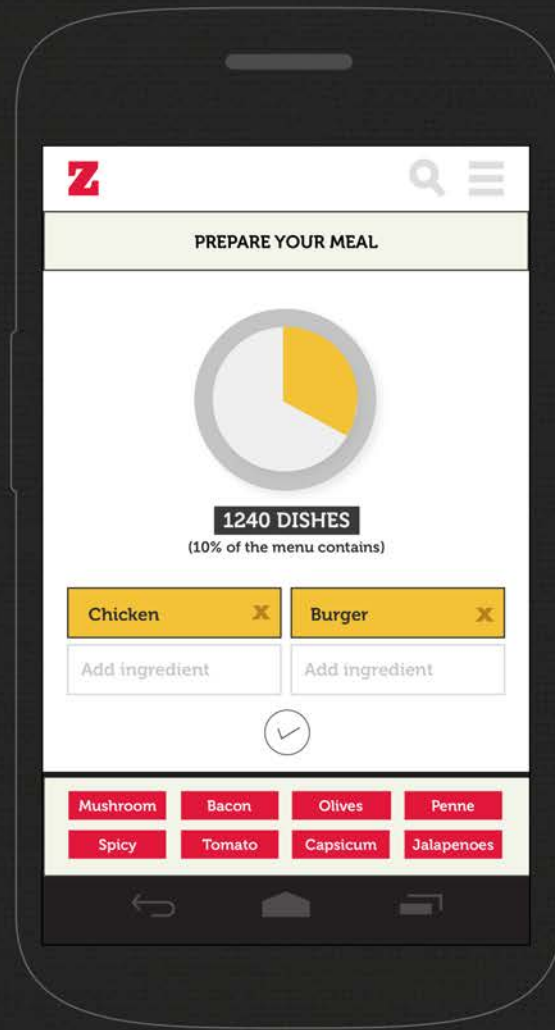 Z
PREPARE YOUR MEAL
1240 DISHES
(10% of the menu contains)
Chicken X Burger X
Add ingredient Add ingredient
Mushroom Bacon Olives Penne
Spicy Tomato Capsicum Jalapenoes